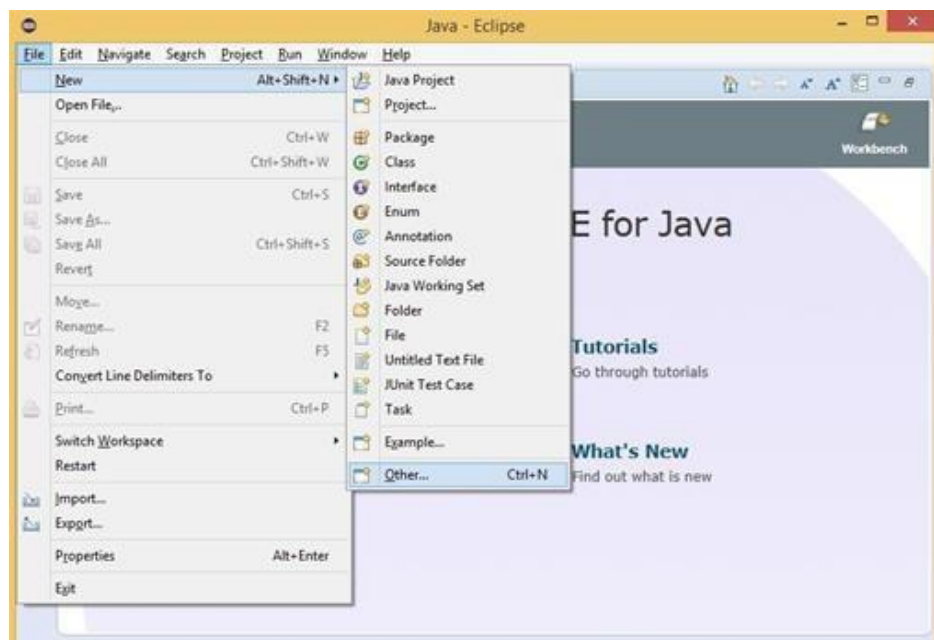 Java - Eclipse
File Edit Navigate Search Project Run Window Help
New Alt+Shift+N
Open File...
Close Ctrl+W
Close All Ctrl+Shift+W
Save Ctrl+S
Save As...
Save All Ctrl+Shift+S
Revert
Move...
Rename... F2
Refresh F5
Convert Line Delimiters To
Print... Ctrl+P
Switch Workspace
Restart
Import...
Export...
Properties Alt+Enter
Exit
Java Project
Project...
Package
Class
Interface
Enum
Annotation
Source Folder
Java Working Set
Folder
File
Untitled Text File
JUnit Test Case
Task
Example...
Other... Ctrl+N
Workbench
E for Java
Tutorials
Go through tutorials
What's New
Find out what is new